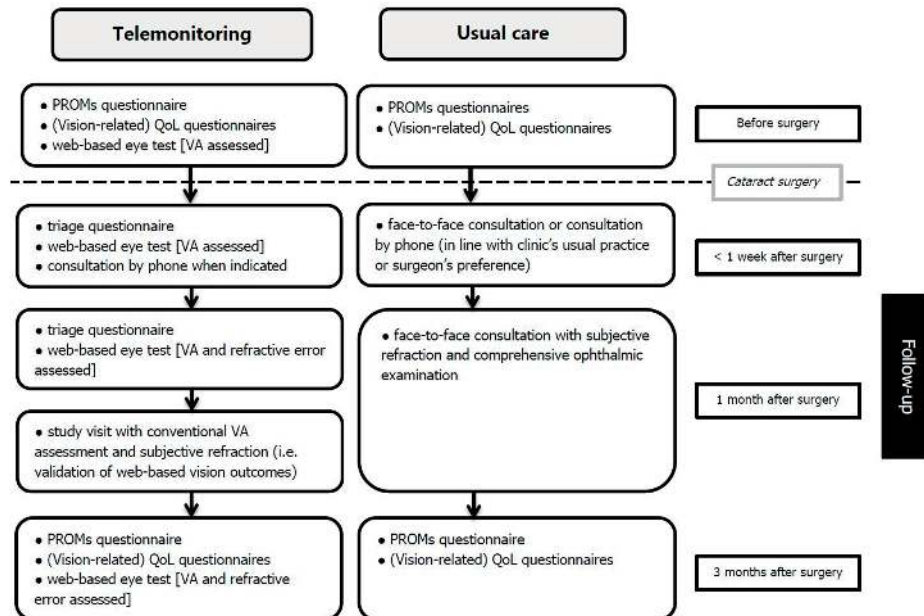 Telemonitoring
Usual care
• PROMs questionnaire
• (Vision-related) QoL questionnaires
• web-based eye test [VA assessed]
• PROMs questionnaires
• (Vision-related) QoL questionnaires
Before surgery
Cataract surgery
• triage questionnaire
• web-based eye test [VA assessed]
• consultation by phone when indicated
• face-to-face consultation or consultation
by phone (in line with clinic's usual practice
or surgeon's preference)
< 1 week after surgery
• triage questionnaire
• web-based eye test [VA and refractive error
assessed]
• face-to-face consultation with subjective
refraction and comprehensive ophthalmic
examination
1 month after surgery
• study visit with conventional VA
assessment and subjective refraction (i.e.
validation of web-based vision outcomes)
• PROMs questionnaire
• (Vision-related) QoL questionnaires
• web-based eye test [VA and refractive
error assessed]
• PROMs questionnaire
• (Vision-related) QoL questionnaires
3 months after surgery
Follow-up